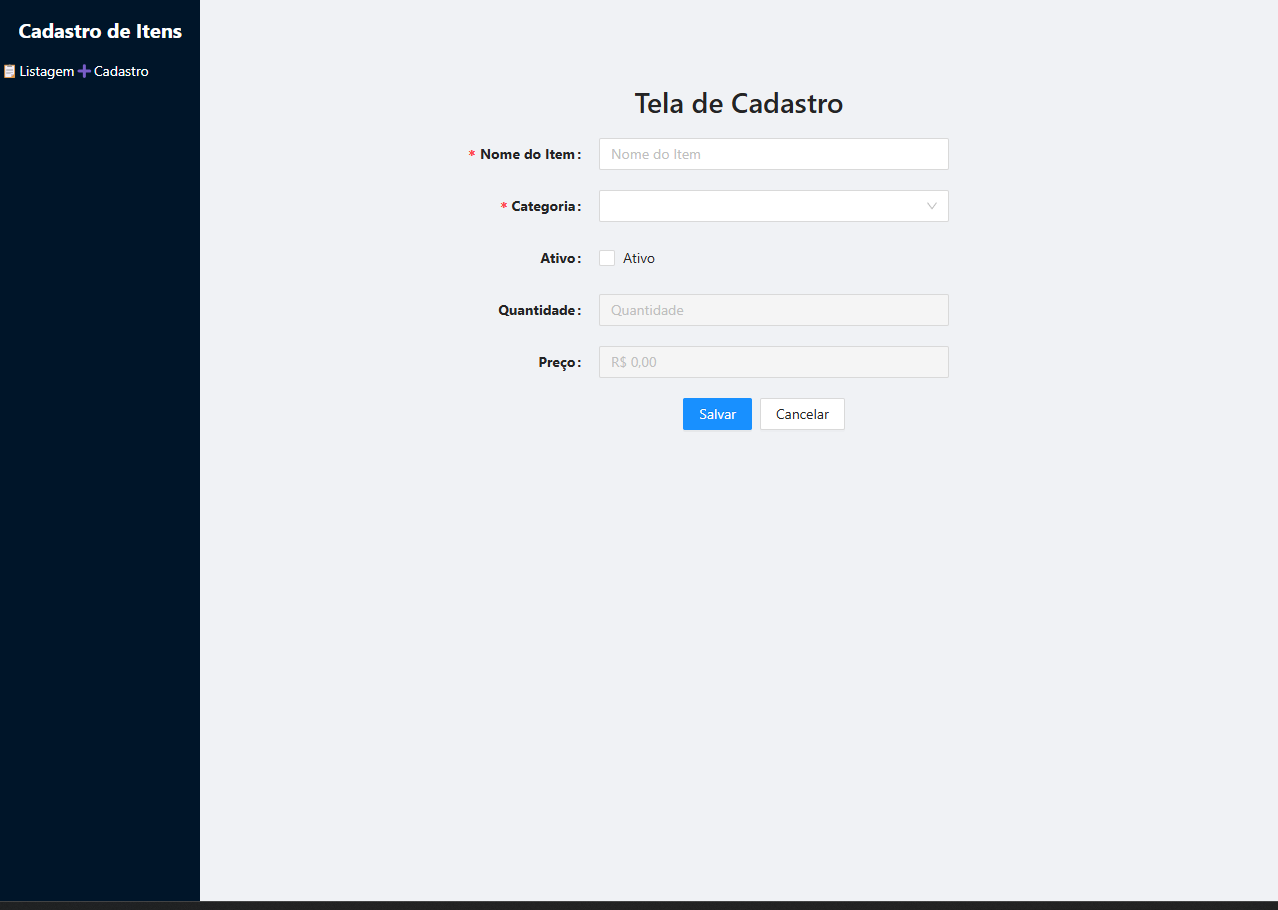 Cadastro de Itens
📋 Listagem ➕ Cadastro
Tela de Cadastro
* Nome do Item: Nome do Item
* Categoria:
Ativo: Ativo
Quantidade: Quantidade
Preço: R$ 0,00
Salvar Cancelar